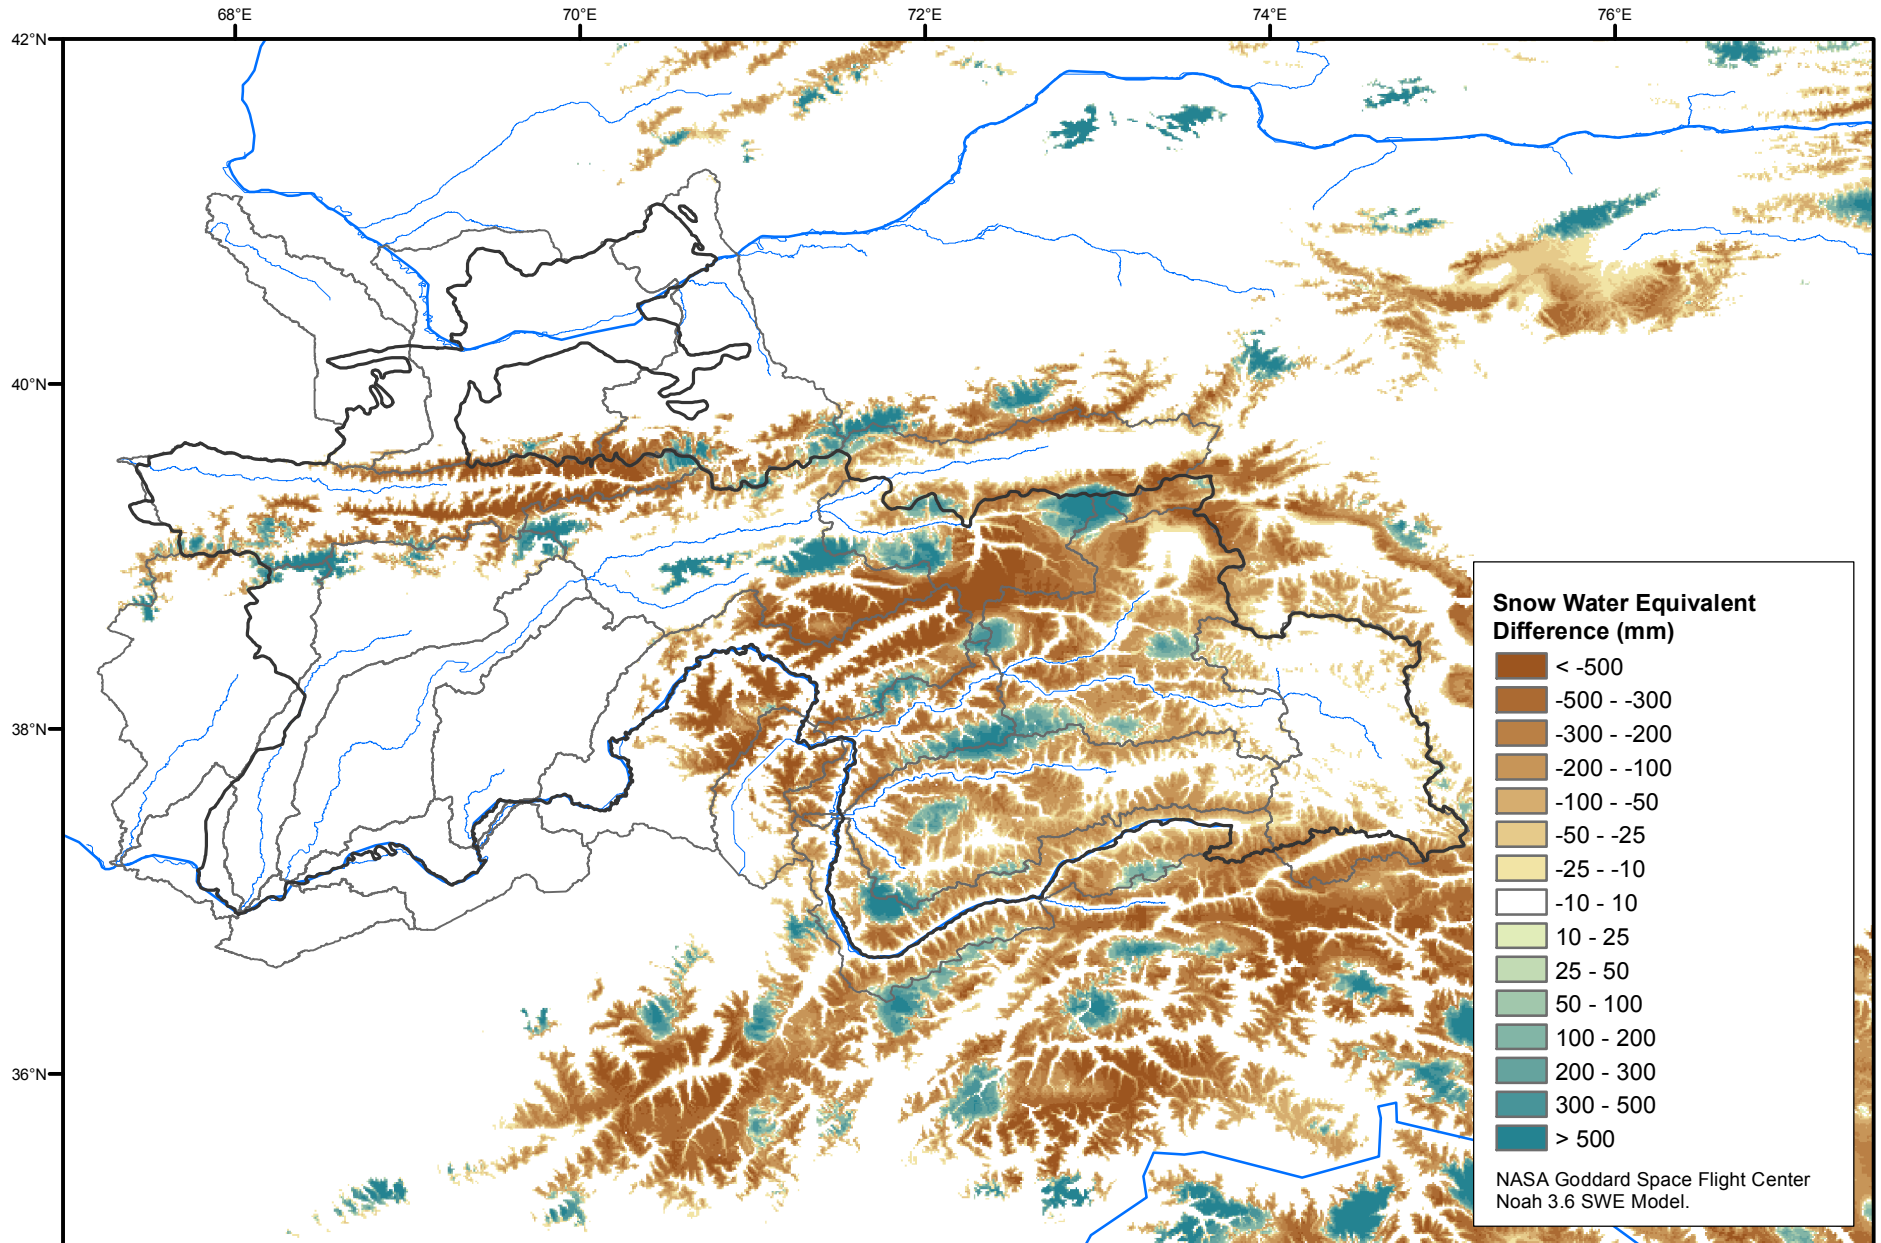 68°E
70°E
72°E
74°E
76°E
42°N
40°N
38°N
36°N
Snow Water Equivalent
Difference (mm)
< -500
-500 - -300
-300 - -200
-200 - -100
-100 - -50
-50 - -25
-25 - -10
-10 - 10
10 - 25
25 - 50
50 - 100
100 - 200
200 - 300
300 - 500
> 500
NASA Goddard Space Flight Center
Noah 3.6 SWE Model.